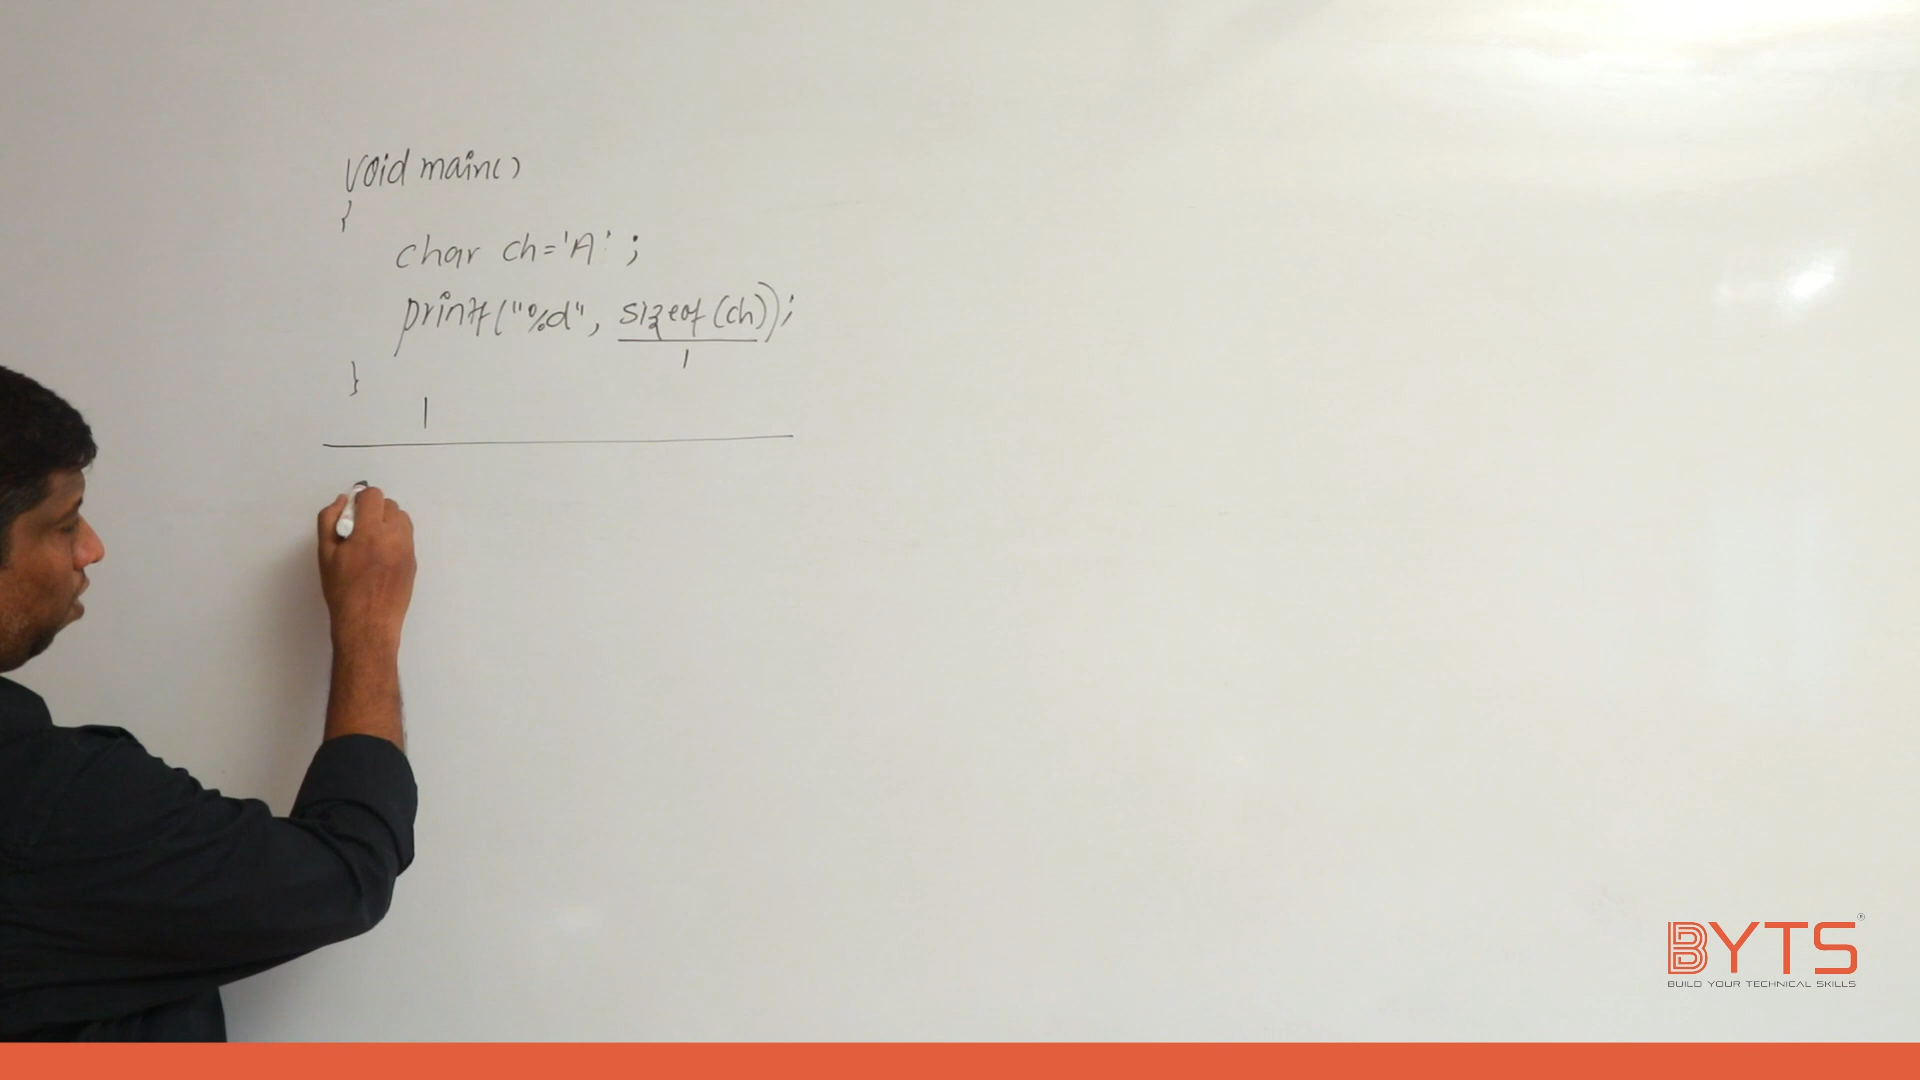 void main()
{
char ch='A' ;
printf("%d", sizeof(ch));
1
}
1
BYTS®
BUILD YOUR TECHNICAL SKILLS